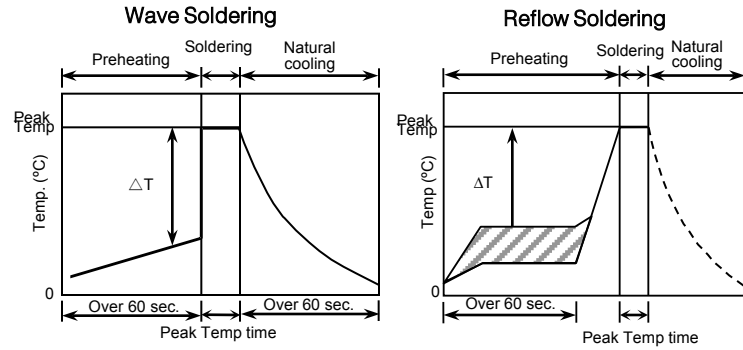 Wave Soldering
Preheating
Soldering
Natural
cooling
Peak
Temp
△T
Temp. (ºC)
0
Over 60 sec.
Over 60 sec.
Peak Temp time
Reflow Soldering
Preheating
Soldering
Natural
cooling
Peak
Temp
ΔT
Temp (ºC)
0
Over 60 sec.
Peak Temp time